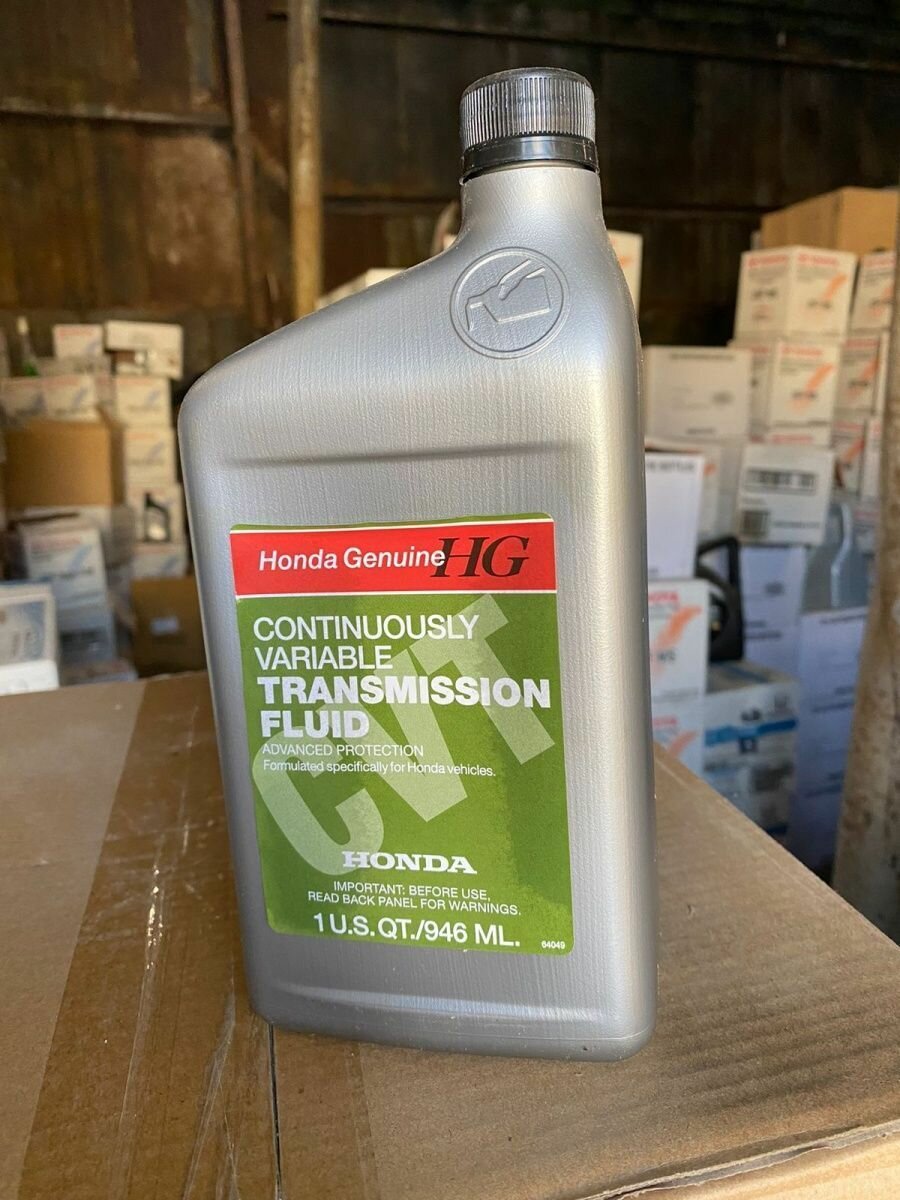 Honda Genuine HG
CONTINUOUSLY
VARIABLE
TRANSMISSION
FLUID
ADVANCED PROTECTION
Formulated specifically for Honda vehicles.
CVT
HONDA
IMPORTANT: BEFORE USE,
READ BACK PANEL FOR WARNINGS.
1 U.S. QT./946 ML.
64049